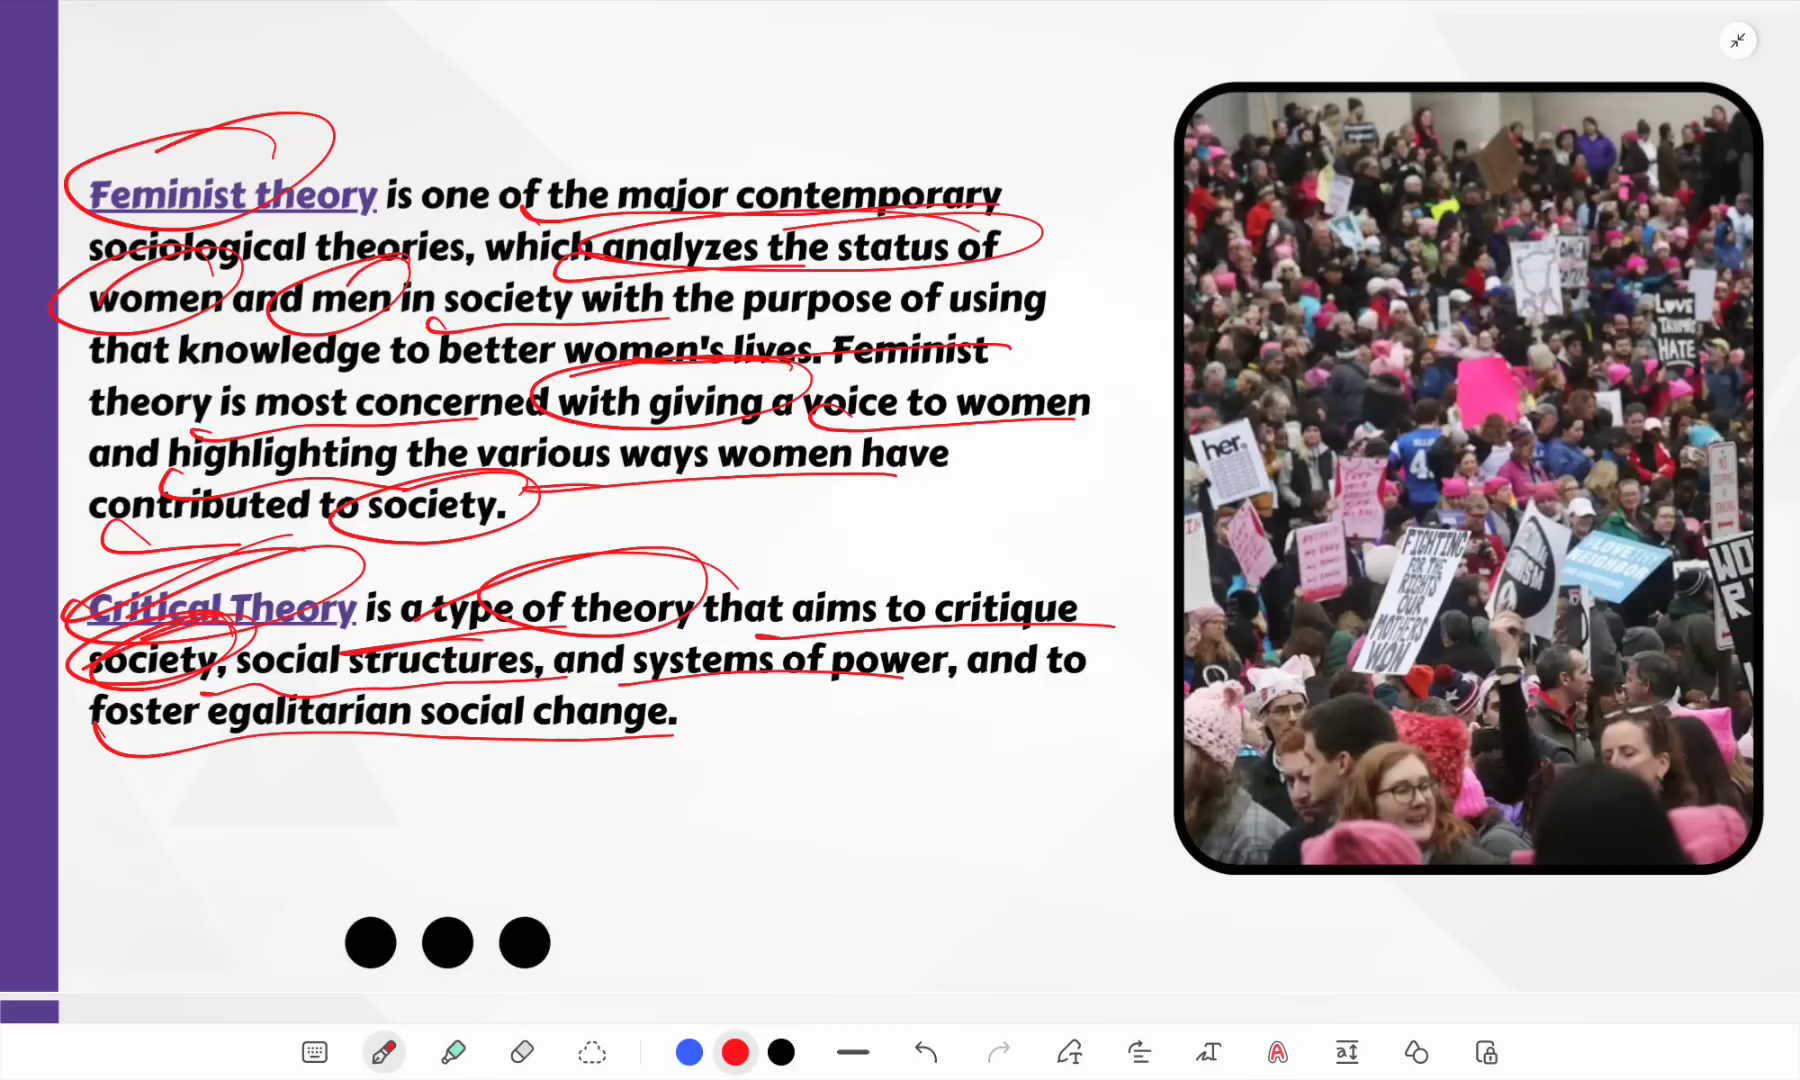 Feminist theory is one of the major contemporary
sociological theories, which analyzes the status of
women and men in society with the purpose of using
that knowledge to better women's lives. Feminist
theory is most concerned with giving a voice to women
and highlighting the various ways women have
contributed to society.
Critical Theory is a type of theory that aims to critique
society, social structures, and systems of power, and to
foster egalitarian social change.
LOVE
TRUMPS
HATE
her.
FIGHTING
FOR THE
RIGHTS
OUR
MOTHERS
WON
#LOVETHY
NEIGHBOR